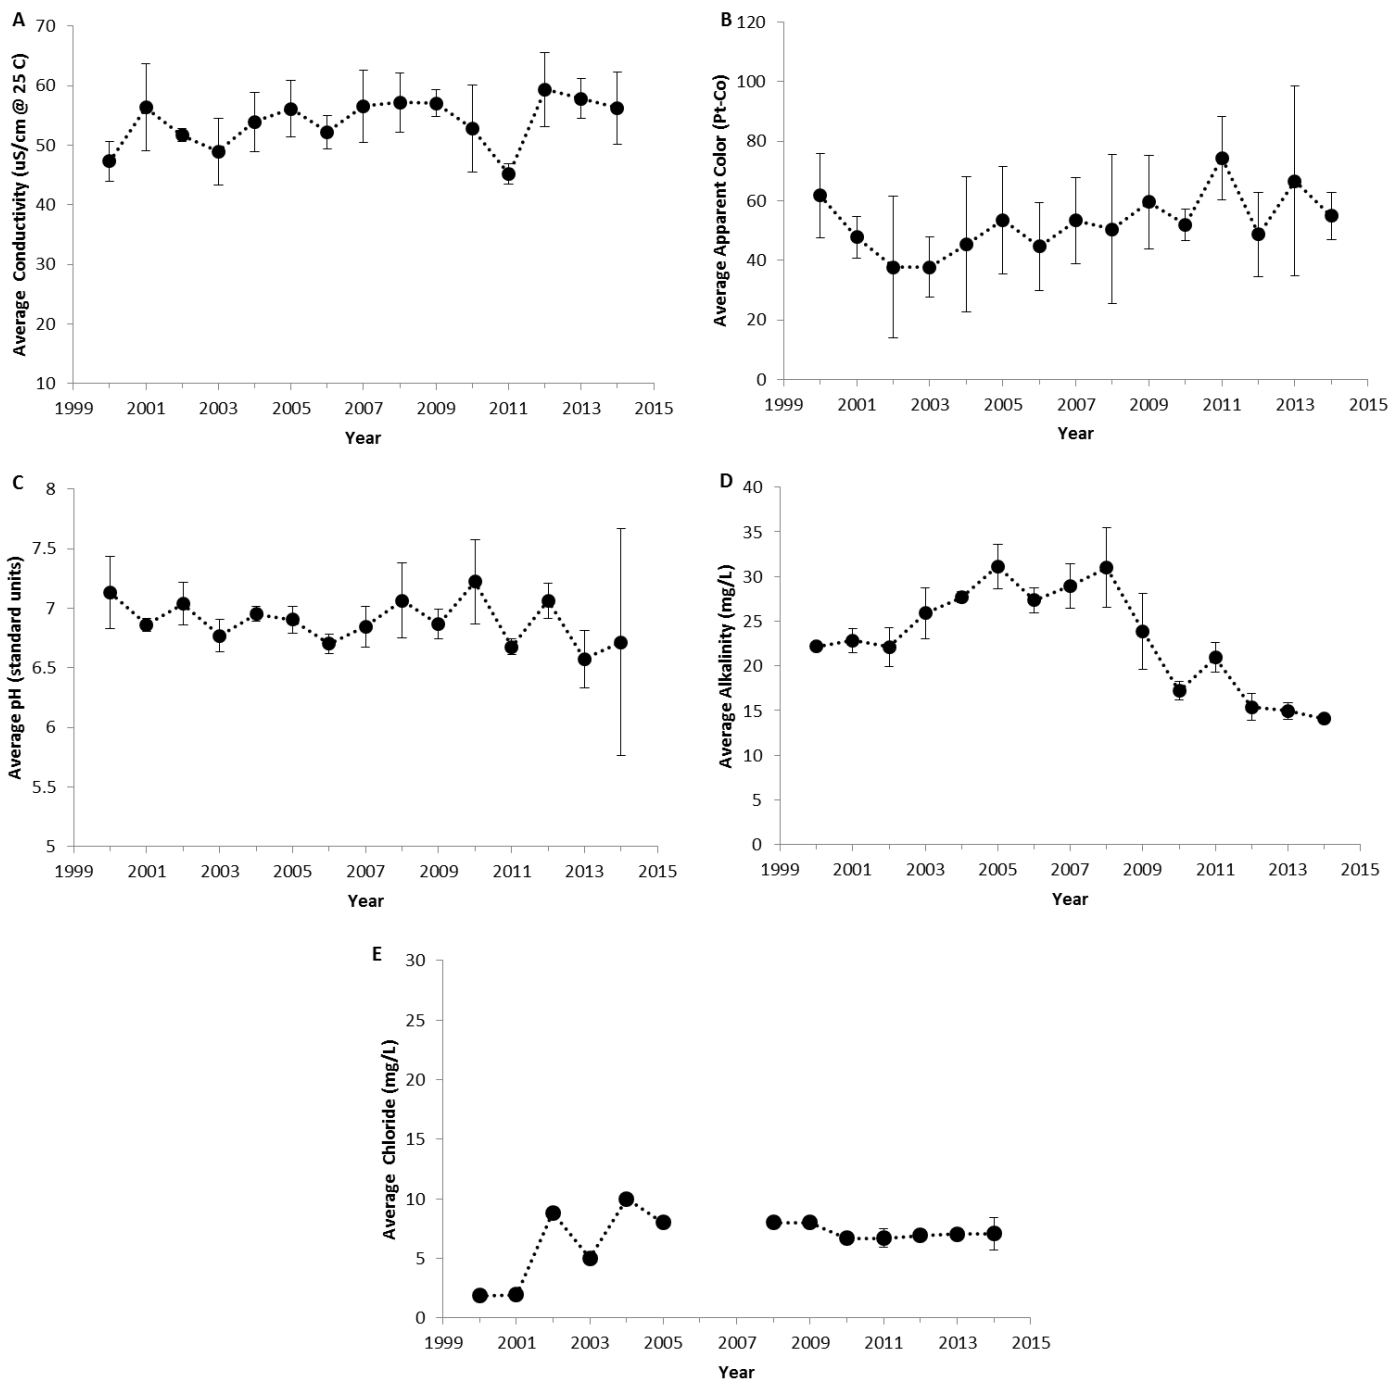 A
Average Conductivity (uS/cm @ 25 C)
70
60
50
40
30
20
10
1999 2001 2003 2005 2007 2009 2011 2013 2015
Year
B
Average Apparent Color (Pt-Co)
120
100
80
60
40
20
0
1999 2001 2003 2005 2007 2009 2011 2013 2015
Year
C
Average pH (standard units)
8
7.5
7
6.5
6
5.5
5
1999 2001 2003 2005 2007 2009 2011 2013 2015
Year
D
Average Alkalinity (mg/L)
40
35
30
25
20
15
10
5
0
1999 2001 2003 2005 2007 2009 2011 2013 2015
Year
E
Average Chloride (mg/L)
30
25
20
15
10
5
0
1999 2001 2003 2005 2007 2009 2011 2013 2015
Year